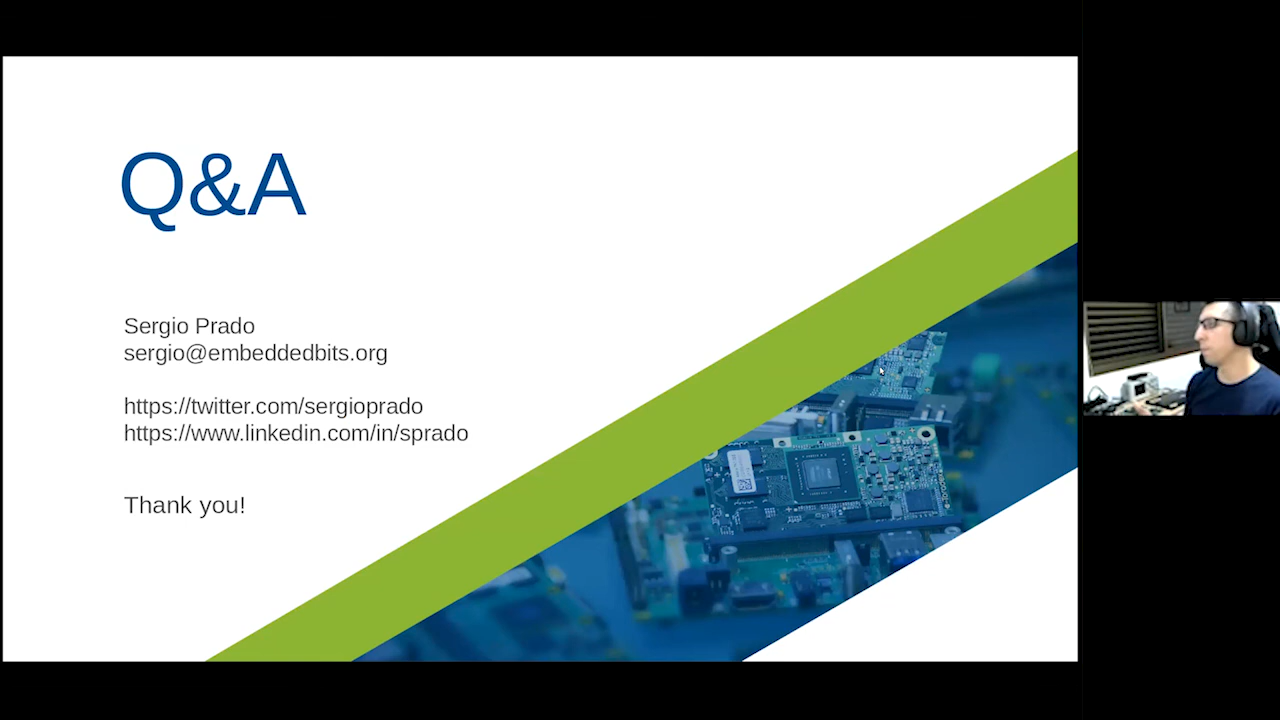 Q&A
Sergio Prado
sergio@embeddedbits.org
https://twitter.com/sergioprado
https://www.linkedin.com/in/sprado
Thank you!